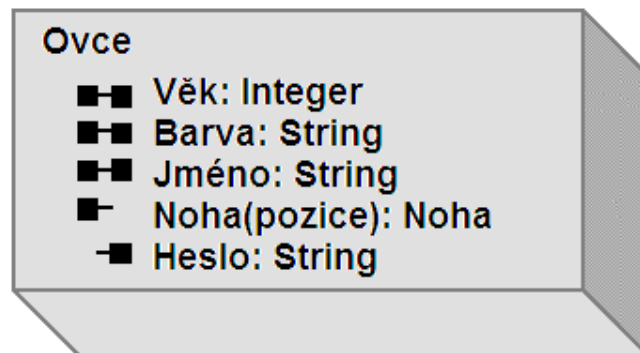 Ovce
Věk: Integer
Barva: String
Jméno: String
Noha(pozice): Noha
Heslo: String